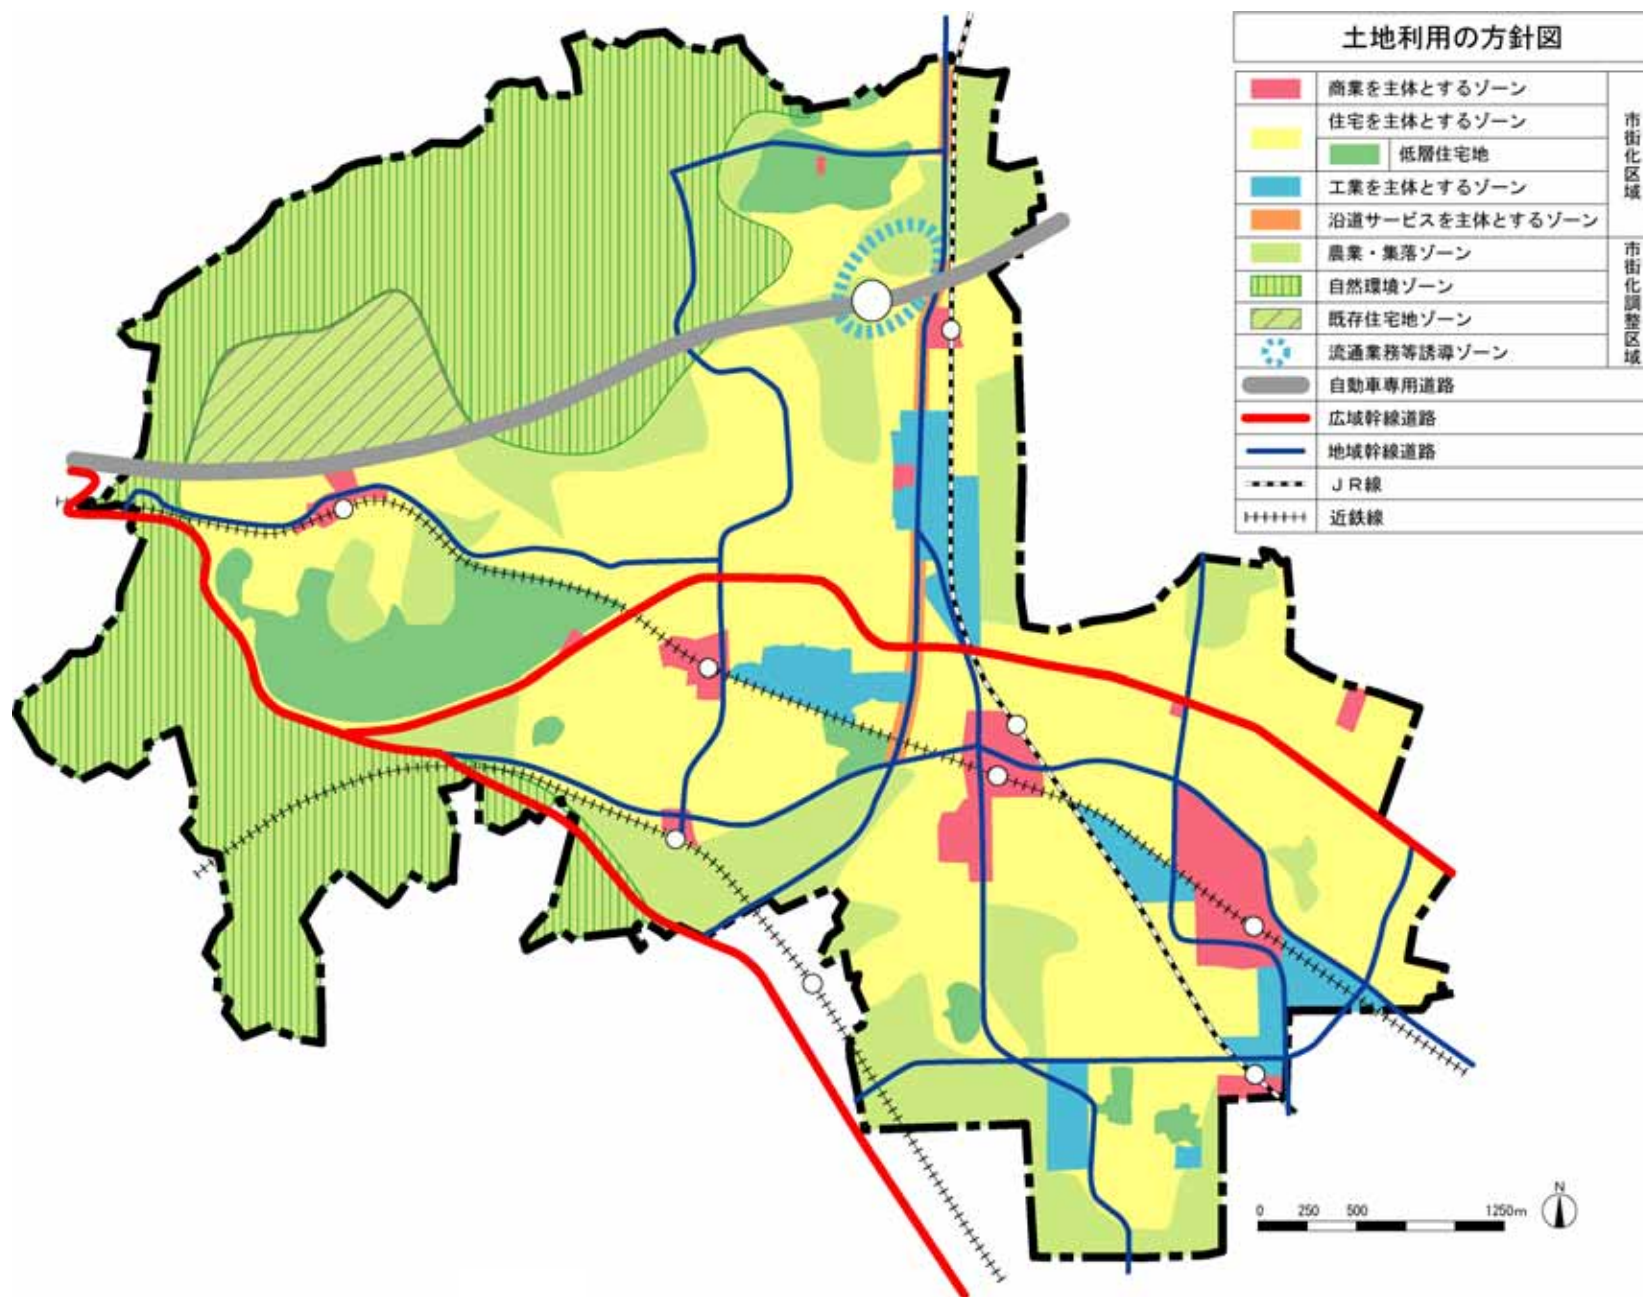 土地利用の方針図
商業を主体とするゾーン
住宅を主体とするゾーン
低層住宅地
工業を主体とするゾーン
沿道サービスを主体とするゾーン
市街化区域
農業・集落ゾーン
自然環境ゾーン
既存住宅地ゾーン
流通業務等誘導ゾーン
市街化調整区域
自動車専用道路
広域幹線道路
地域幹線道路
JR線
近鉄線
0 250 500 1250m
N